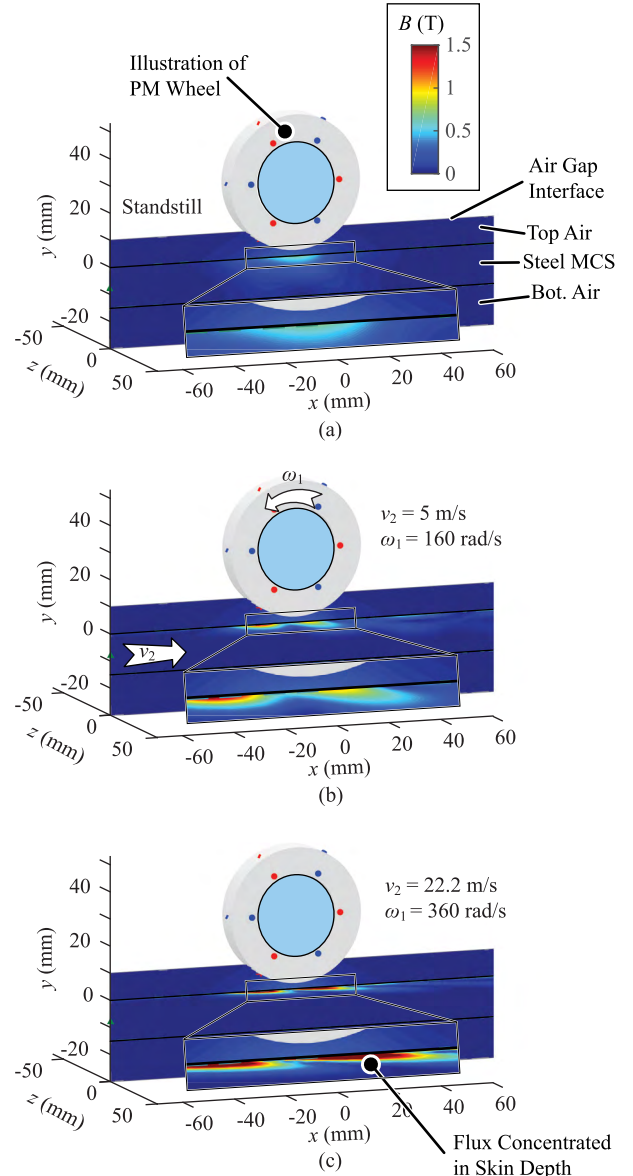 B (T)
1.5
1
0.5
0
Illustration of
PM Wheel
Air Gap
Interface
Top Air
Steel MCS
Bot. Air
Standstill
40
20
0
-20
y (mm)
-50
0
50
z (mm)
-60
-40
-20
0
20
40
60
x (mm)
(a)
ω1
v2 = 5 m/s
ω1 = 160 rad/s
v2
40
20
0
-20
y (mm)
-50
0
50
z (mm)
-60
-40
-20
0
20
40
60
x (mm)
(b)
v2 = 22.2 m/s
ω1 = 360 rad/s
40
20
0
-20
y (mm)
-50
0
50
z (mm)
-60
-40
-20
0
20
40
60
x (mm)
(c)
Flux Concentrated
in Skin Depth